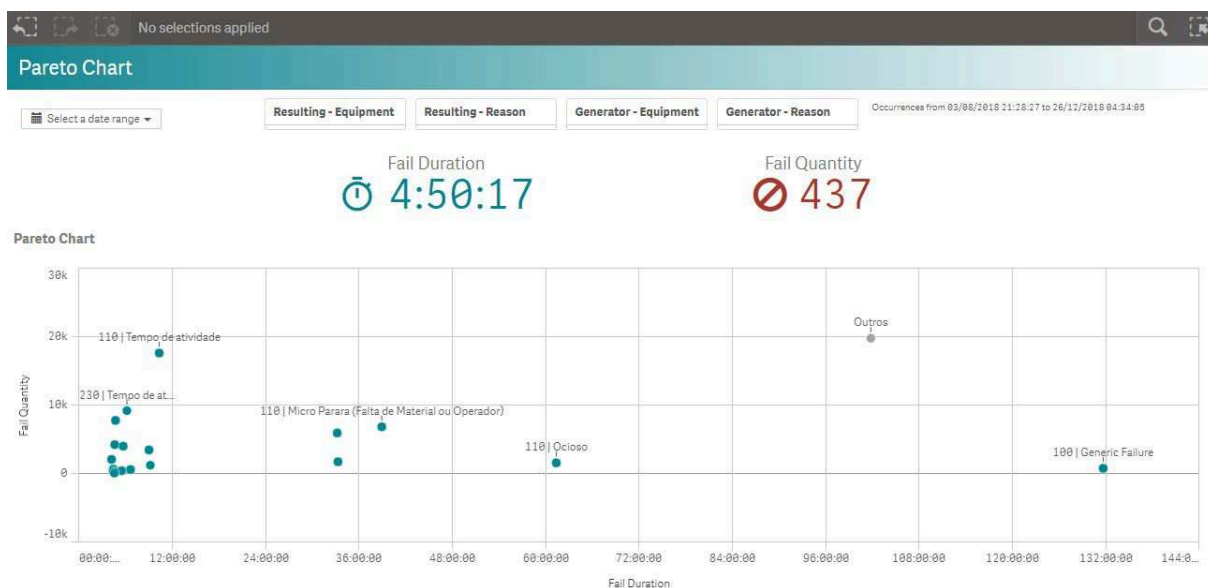 No selections applied
Pareto Chart
Select a date range
Resulting - Equipment
Resulting - Reason
Generator - Equipment
Generator - Reason
Occurrences from 03/08/2018 21:28:27 to 26/12/2018 04:34:05
Fail Duration
4:50:17
Fail Quantity
437
Pareto Chart
30k
20k
10k
0
-10k
Fail Quantity
110 | Tempo de atividade
230 | Tempo de at...
110 | Micro Parara (Falta de Material ou Operador)
110 | Ocioso
Outros
100 | Generic Failure
00:00:...
12:00:00
24:00:00
36:00:00
48:00:00
60:00:00
72:00:00
84:00:00
96:00:00
108:00:00
120:00:00
132:00:00
144:0...
Fail Duration